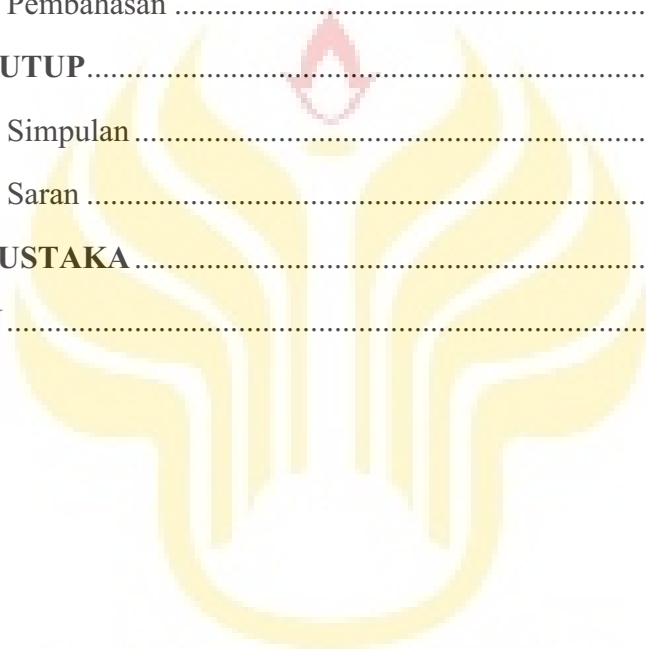 Pembahasan ...............................................................
UTUP..........................................................................
Simpulan ....................................................................
Saran ..........................................................................
USTAKA ....................................................................
....................................................................................